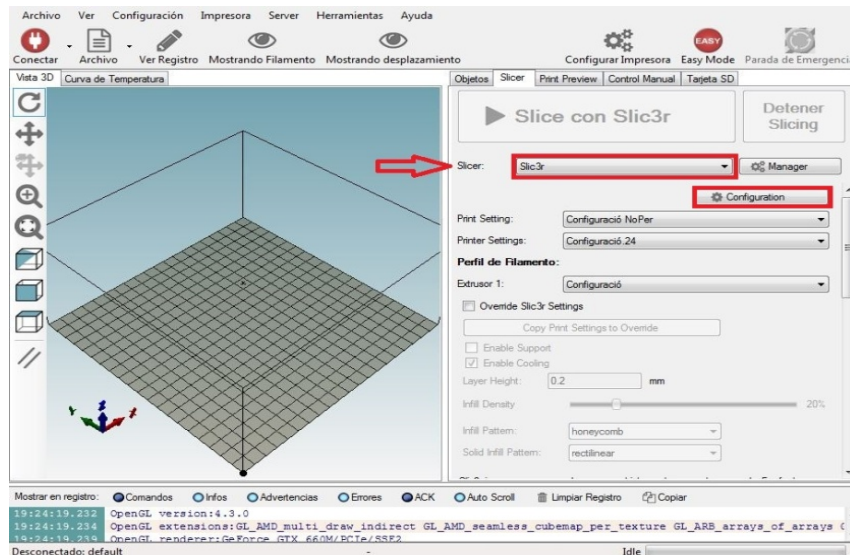 Archivo Ver Configuración Impresora Server Herramientas Ayuda
Conectar Archivo Ver Registro Mostrando Filamento Mostrando desplazamiento Configurar Impresora Easy Mode Parada de Emergenci
EASY
Vista 3D Curva de Temperatura
Objetos Slicer Print Preview Control Manual Tarjeta SD
Slice con Slic3r
Detener Slicing
Slicer: Slic3r Manager
Configuration
Print Setting: Configuració NoPer
Printer Settings: Configuració.24
Perfil de Filamento:
Extrusor 1: Configuració
Override Slic3r Settings
Copy Print Settings to Override
Enable Support
Enable Cooling
Layer Height: 0.2 mm
Infill Density 20%
Infill Pattern: honeycomb
Solid Infill Pattern: rectilinear
Mostrar en registro: Comandos Infos Advertencias Errores ACK Auto Scroll Limpiar Registro Copiar
19:24:19.232 OpenGL version:4.3.0
19:24:19.234 OpenGL extensions:GL_AMD_multi_draw_indirect GL_AMD_seamless_cubemap_per_texture GL_ARB_arrays_of_arrays
19:24:19.239 OpenGL renderer:GeForce GTX 660M/PCIe/SSE2
Desconectado: default - Idle